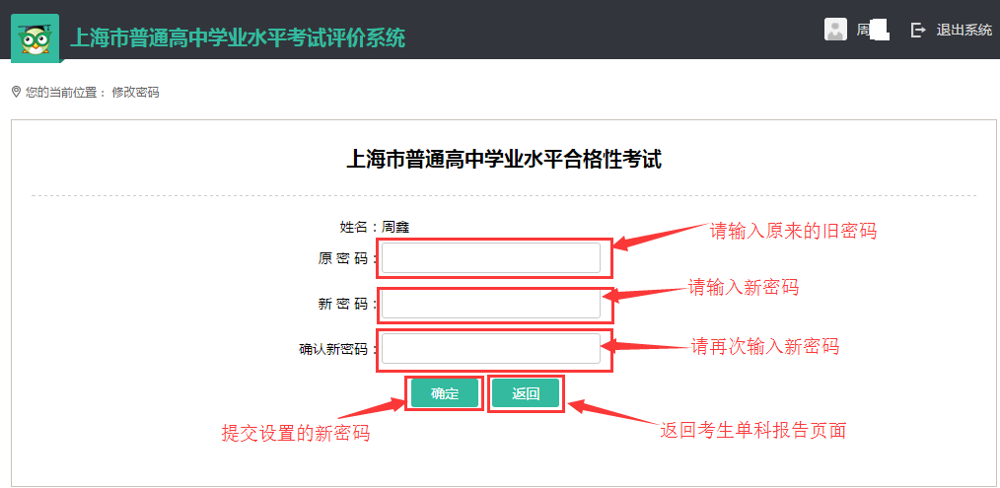 上海市普通高中学业水平考试评价系统
周
退出系统
您的当前位置： 修改密码
上海市普通高中学业水平合格性考试
姓名：周鑫
原 密 码：
请输入原来的旧密码
新 密 码：
请输入新密码
确认新密码：
请再次输入新密码
确定
返回
提交设置的新密码
返回考生单科报告页面